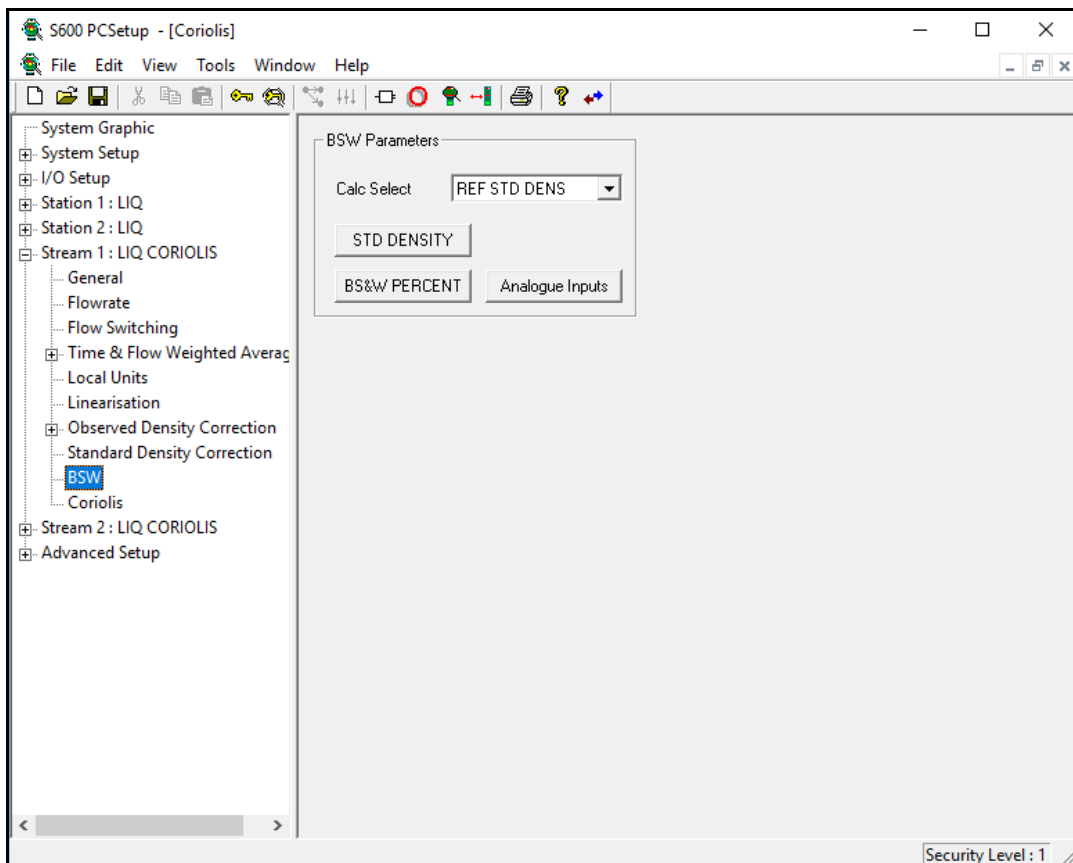 S600 PCSetup - [Coriolis]
File Edit View Tools Window Help
System Graphic
System Setup
I/O Setup
Station 1 : LIQ
Station 2 : LIQ
Stream 1 : LIQ CORIOLIS
General
Flowrate
Flow Switching
Time & Flow Weighted Averag
Local Units
Linearisation
Observed Density Correction
Standard Density Correction
BSW
Coriolis
Stream 2 : LIQ CORIOLIS
Advanced Setup
BSW Parameters
Calc Select REF STD DENS
STD DENSITY
BS&W PERCENT Analogue Inputs
Security Level : 1